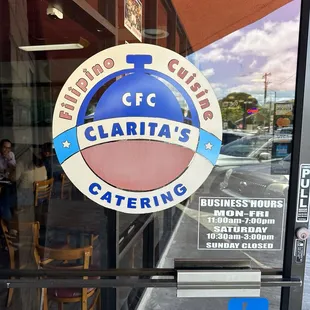 Filipino Cuisine
CFC
CLARITA'S
CATERING
BUSINESS HOURS
MON-FRI
11:00AM-7:00PM
SATURDAY
10:30AM-3:00PM
SUNDAY CLOSED
PULL